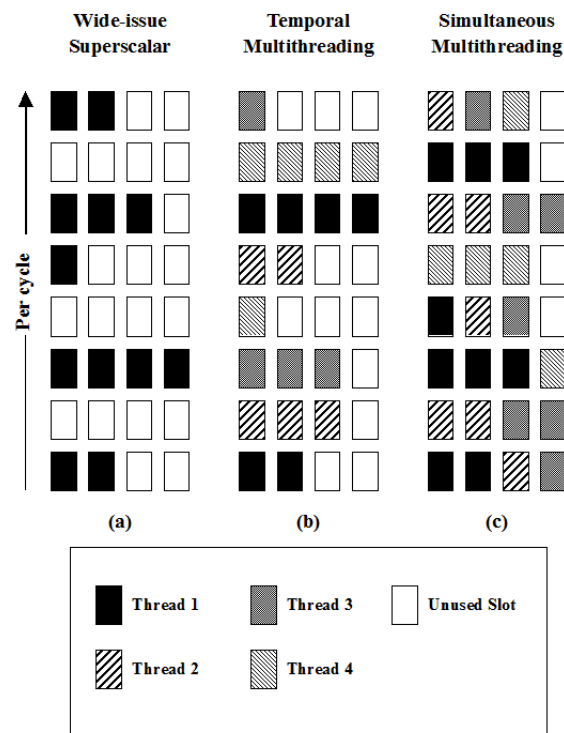 Wide-issue
Superscalar
Temporal
Multithreading
Simultaneous
Multithreading
Per cycle
(a)
(b)
(c)
Thread 1
Thread 3
Unused Slot
Thread 2
Thread 4